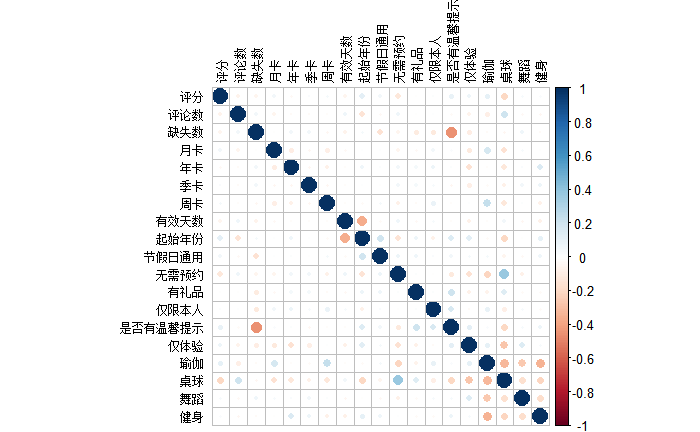 评分
评论数
缺失数
月卡
年卡
季卡
周卡
有效天数
起始年份
节假日通用
无需预约
有礼品
仅限本人
是否有温馨提示
仅体验
瑜伽
桌球
舞蹈
健身
评分
评论数
缺失数
月卡
年卡
季卡
周卡
有效天数
起始年份
节假日通用
无需预约
有礼品
仅限本人
是否有温馨提示
仅体验
瑜伽
桌球
舞蹈
健身
1
0.8
0.6
0.4
0.2
0
-0.2
-0.4
-0.6
-0.8
-1